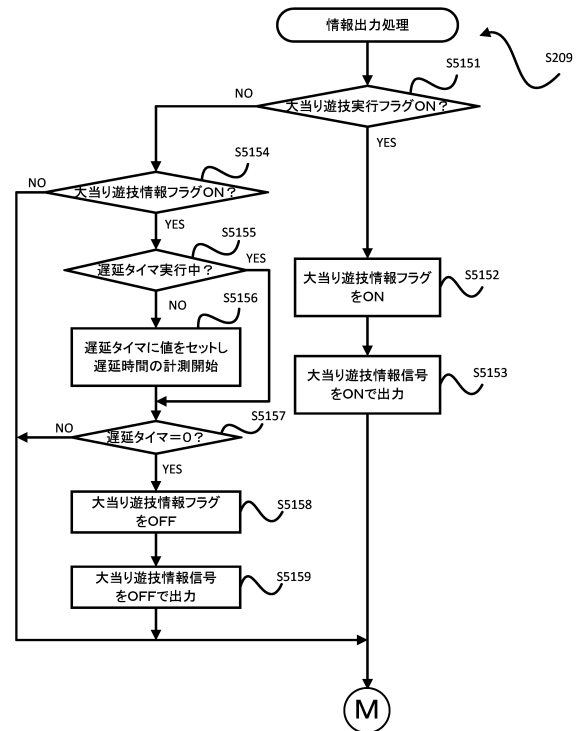 情報出力処理
S209
S5151
大当り遊技実行フラグON？
NO
YES
S5154
大当り遊技情報フラグON？
NO
YES
S5155
遅延タイマ実行中？
YES
NO
S5156
遅延タイマに値をセットし
遅延時間の計測開始
S5157
遅延タイマ＝0？
NO
YES
S5158
大当り遊技情報フラグ
をOFF
S5159
大当り遊技情報信号
をOFFで出力
大当り遊技情報フラグ
をON
S5152
大当り遊技情報信号
をONで出力
S5153
M